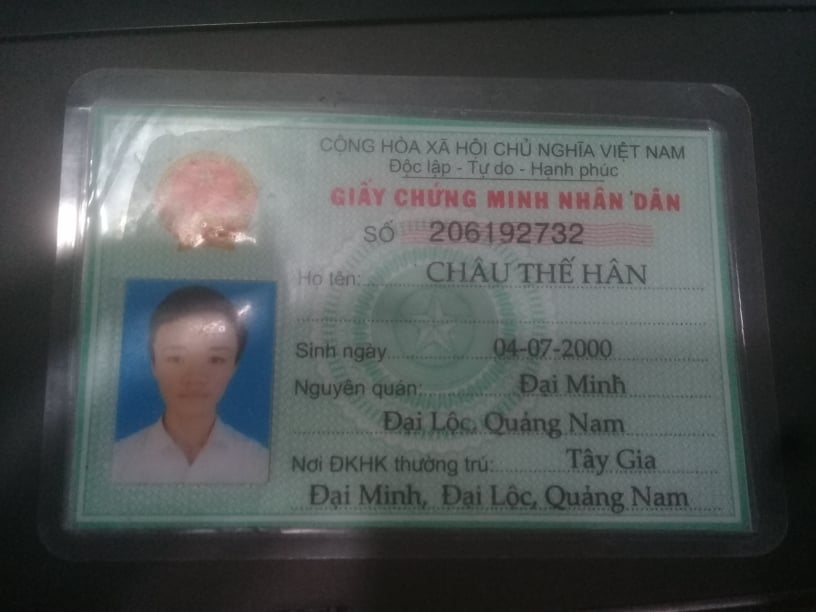 CỘNG HÒA XÃ HỘI CHỦ NGHĨA VIỆT NAM
Độc lập - Tự do - Hạnh phúc
GIẤY CHỨNG MINH NHÂN DÂN
SỐ 206192732
Họ tên: CHÂU THẾ HÂN
Sinh ngày 04-07-2000
Nguyên quán: Đại Minh
Đại Lộc, Quảng Nam
Nơi ĐKHK thường trú: Tây Gia
Đại Minh, Đại Lộc, Quảng Nam